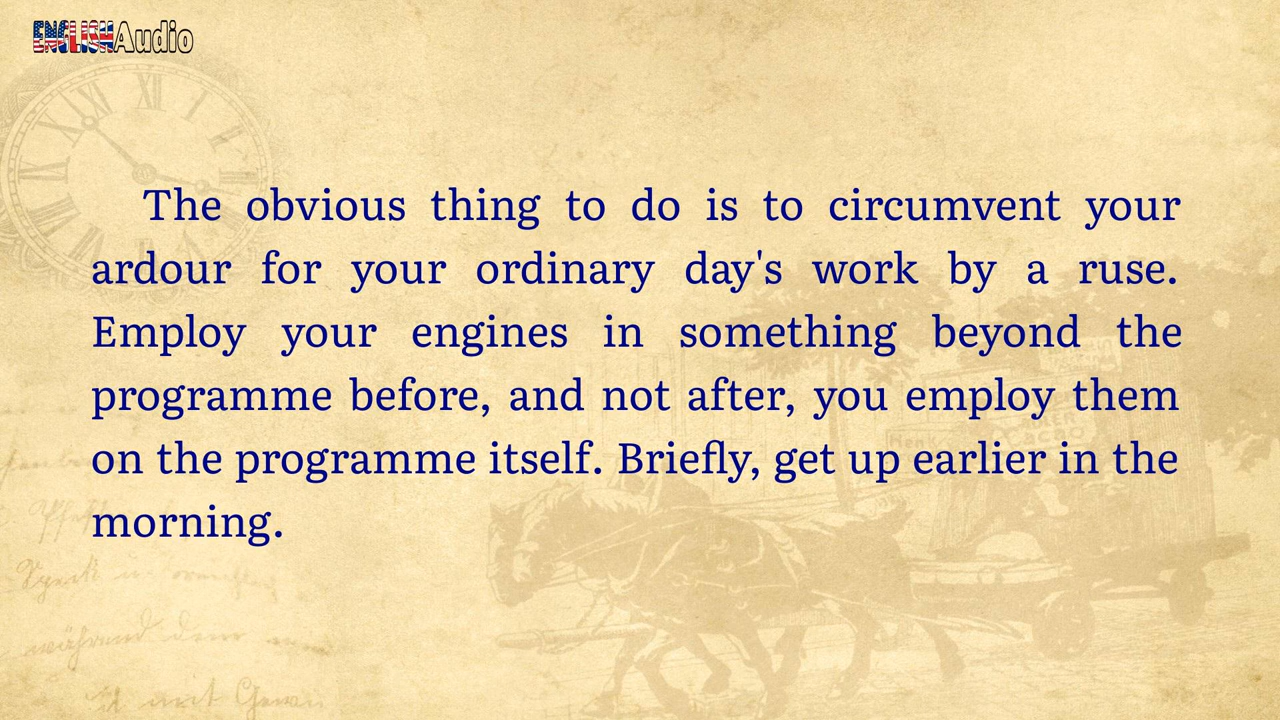 ENGLISHAudio
The obvious thing to do is to circumvent your
ardour for your ordinary day's work by a ruse.
Employ your engines in something beyond the
programme before, and not after, you employ them
on the programme itself. Briefly, get up earlier in the
morning.